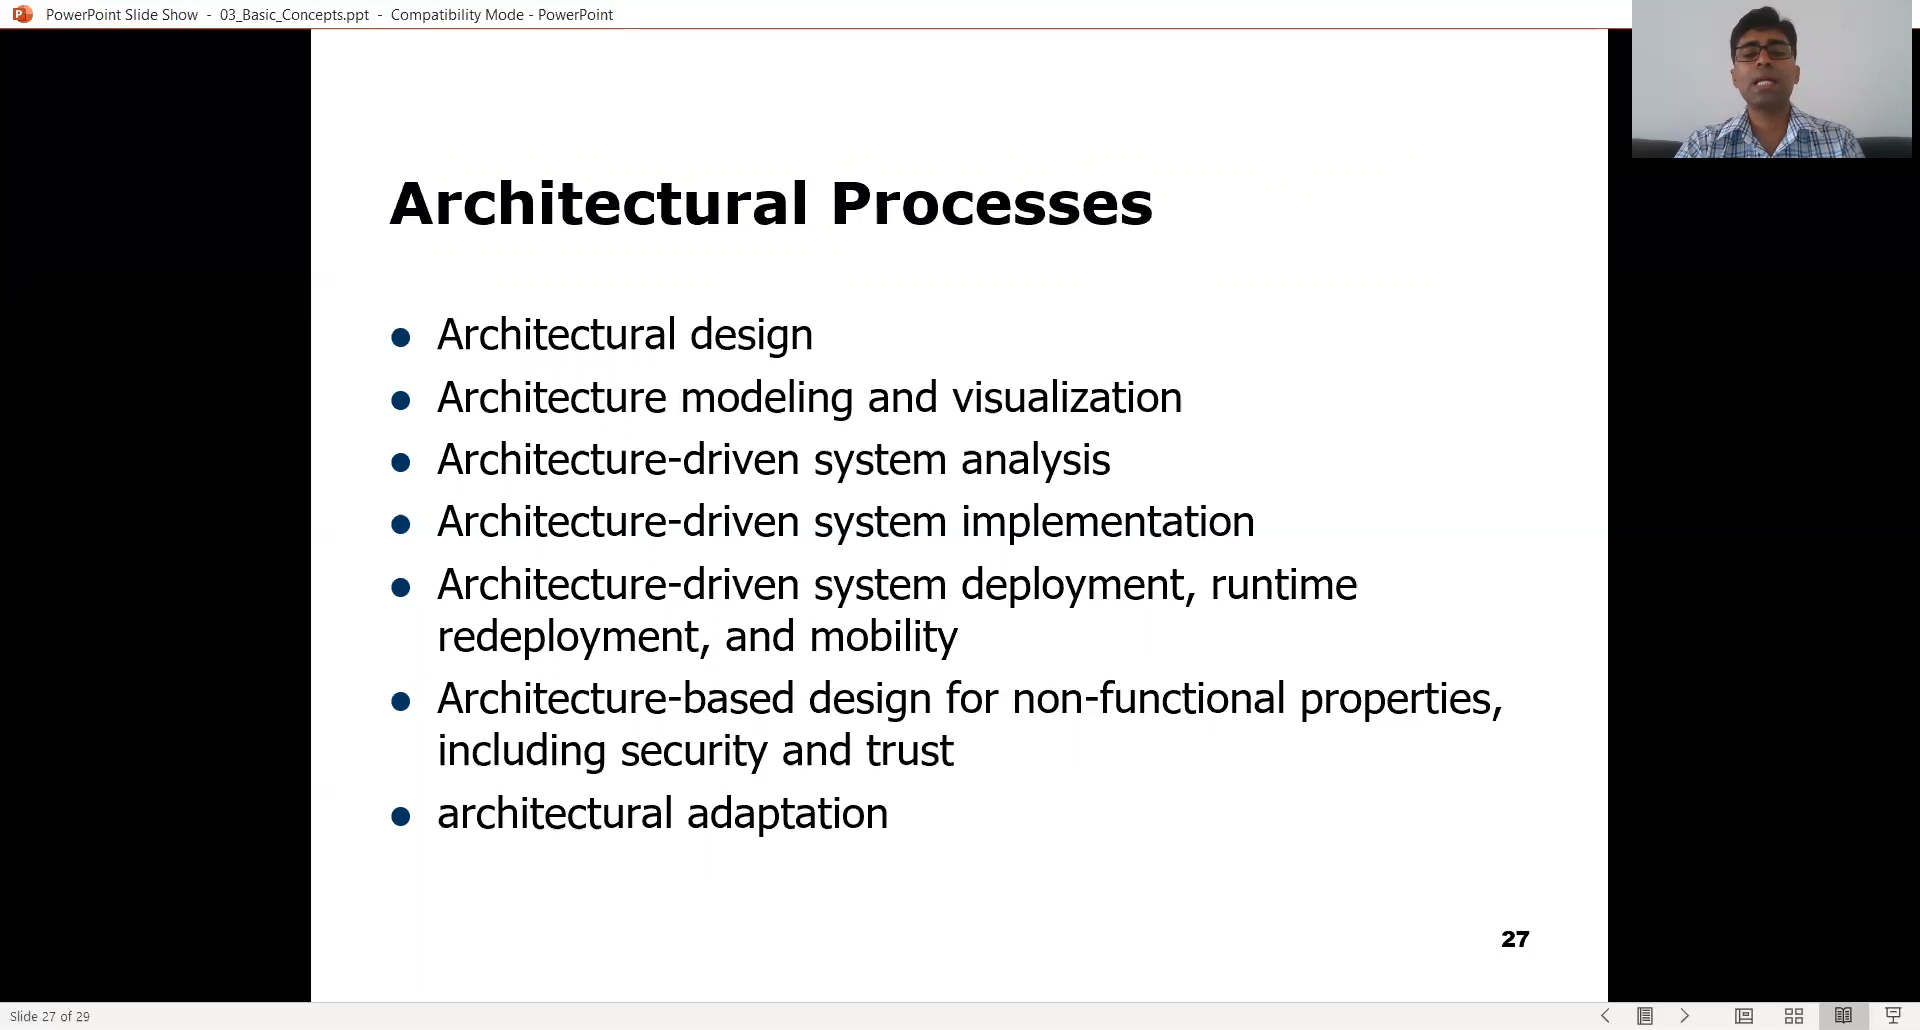 PowerPoint Slide Show - 03_Basic_Concepts.ppt - Compatibility Mode - PowerPoint
Architectural Processes
Architectural design
Architecture modeling and visualization
Architecture-driven system analysis
Architecture-driven system implementation
Architecture-driven system deployment, runtime
redeployment, and mobility
Architecture-based design for non-functional properties,
including security and trust
architectural adaptation
27
Slide 27 of 29